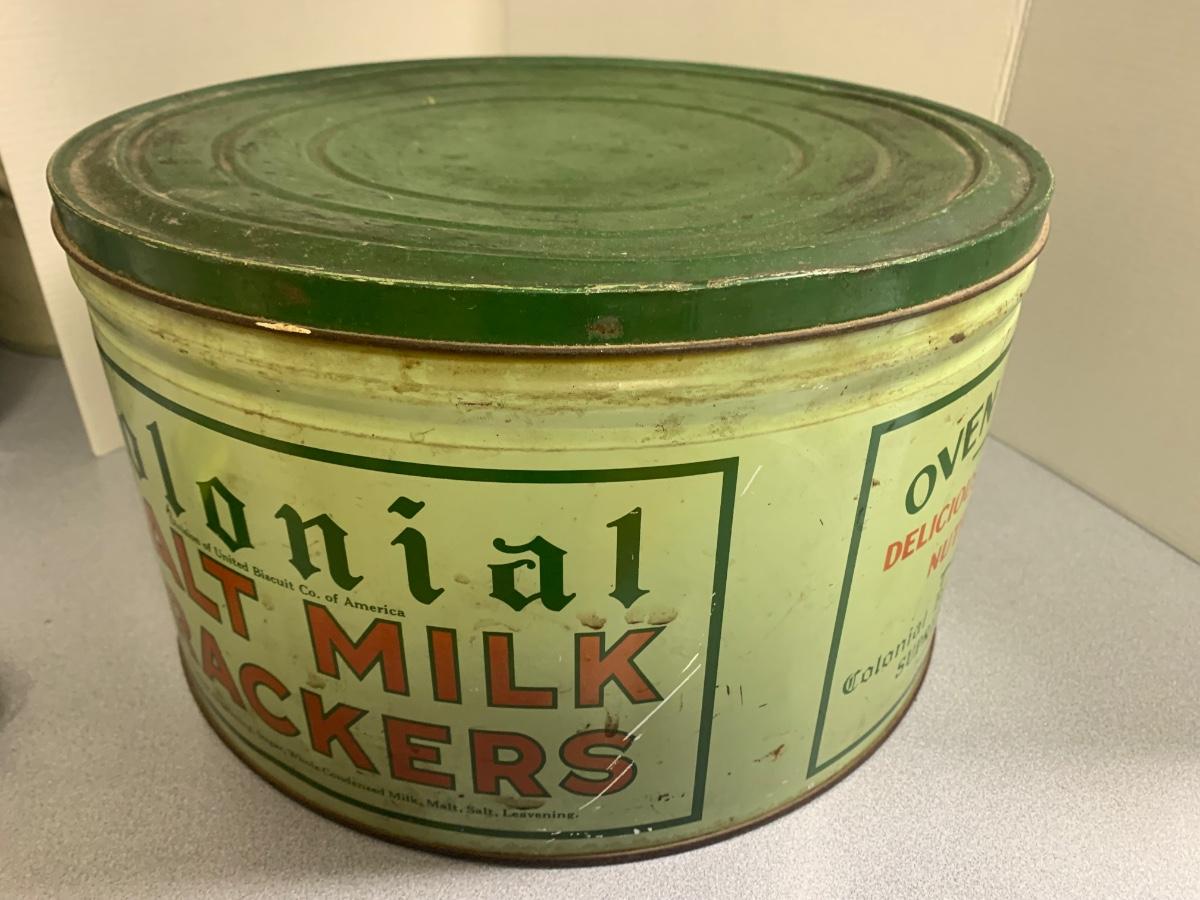 olonial
Division of United Biscuit Co. of America
ALT MILK
RACKERS
Sugar, Whole Condensed Milk, Malt, Salt, Leavening.
OVEN
DELICIO
NU
Colonial
SUP